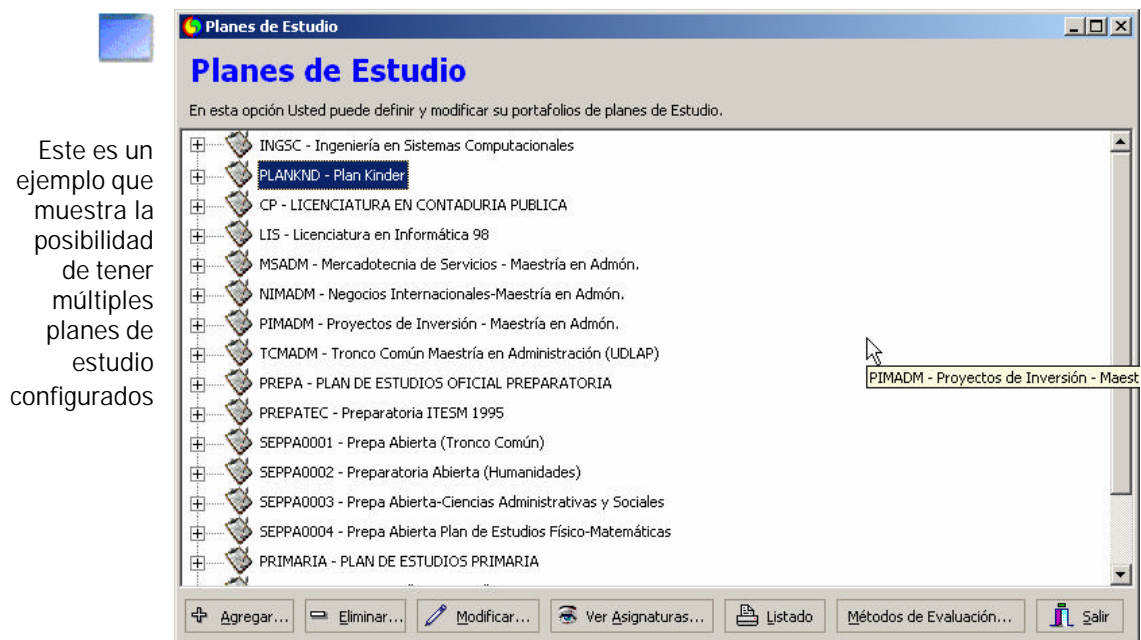 Planes de Estudio
Planes de Estudio
En esta opción Usted puede definir y modificar su portafolios de planes de Estudio.
Este es un
ejemplo que
muestra la
posibilidad
de tener
múltiples
planes de
estudio
configurados
INGSC - Ingeniería en Sistemas Computacionales
PLANKND - Plan Kinder
CP - LICENCIATURA EN CONTADURIA PUBLICA
LIS - Licenciatura en Informática 98
MSADM - Mercadotecnia de Servicios - Maestría en Admón.
NIMADM - Negocios Internacionales-Maestría en Admón.
PIMADM - Proyectos de Inversión - Maestría en Admón.
TCMADM - Tronco Común Maestría en Administración (UDLAP)
PIMADM - Proyectos de Inversión - Maest
PREPA - PLAN DE ESTUDIOS OFICIAL PREPARATORIA
PREPATEC - Preparatoria ITESM 1995
SEPPA0001 - Prepa Abierta (Tronco Común)
SEPPA0002 - Preparatoria Abierta (Humanidades)
SEPPA0003 - Prepa Abierta-Ciencias Administrativas y Sociales
SEPPA0004 - Prepa Abierta Plan de Estudios Físico-Matemáticas
PRIMARIA - PLAN DE ESTUDIOS PRIMARIA
Agregar... Eliminar... Modificar... Ver Asignaturas... Listado Métodos de Evaluación... Salir